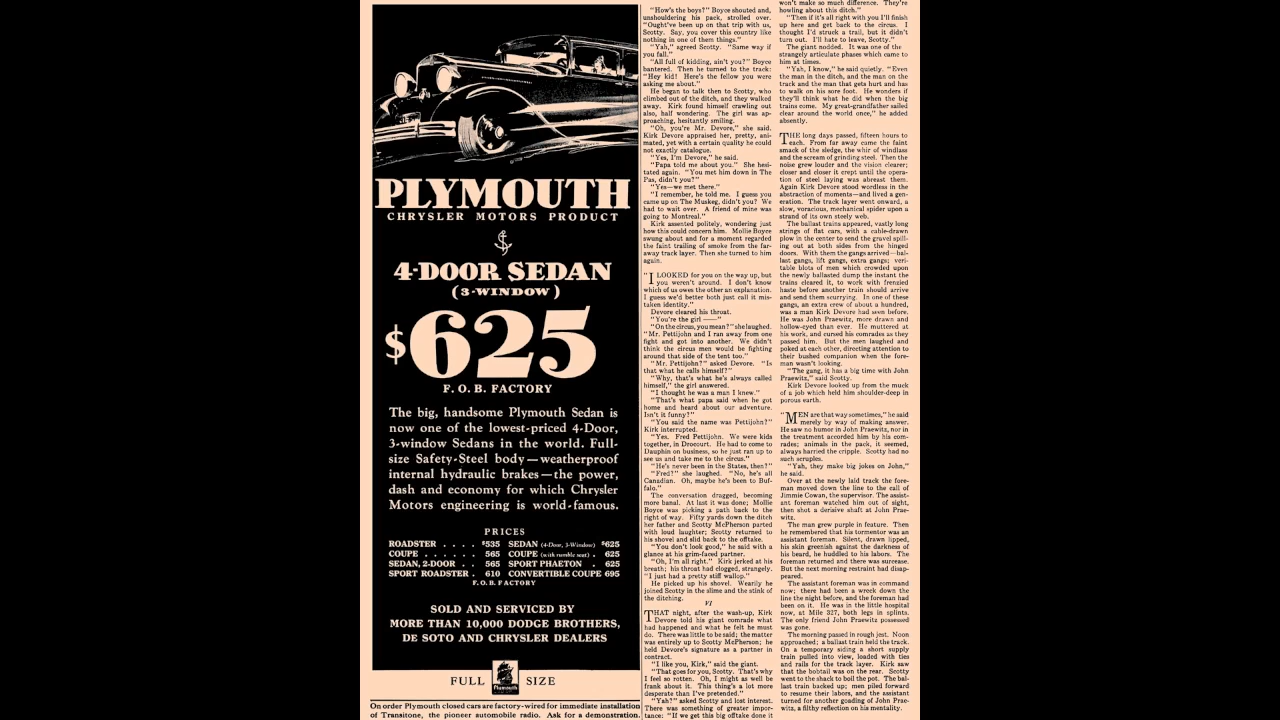 PLYMOUTH
CHRYSLER MOTORS PRODUCT
4-DOOR SEDAN
(3-WINDOW)
$625
F. O. B. FACTORY
The big, handsome Plymouth Sedan is
now one of the lowest-priced 4-Door,
3-window Sedans in the world. Full-
size Safety-Steel body—weatherproof
internal hydraulic brakes—the power,
dash and economy for which Chrysler
Motors engineering is world-famous.
PRICES
ROADSTER . . . . $535 SEDAN (4-Door, 3-Window) $625
COUPE . . . . . . 565 COUPE (with rumble seat) . 625
SEDAN, 2-DOOR . . 565 SPORT PHAETON . 625
SPORT ROADSTER . 610 CONVERTIBLE COUPE 695
F. O. B. FACTORY
SOLD AND SERVICED BY
MORE THAN 10,000 DODGE BROTHERS,
DE SOTO AND CHRYSLER DEALERS
FULL Plymouth SIZE
On order Plymouth closed cars are factory-wired for immediate installation
of Transitone, the pioneer automobile radio. Ask for a demonstration.
"How's the boys?" Boyce shouted and,
unshouldering his pack, strolled over.
"Ought've been up on that trip with us,
Scotty. Say, you cover this country like
nothing in one of them things."
"Yah," agreed Scotty. "Same way if
you fall."
"All full of kidding, ain't you?" Boyce
bantered. Then he turned to the track:
"Hey kid! Here's the fellow you were
asking me about."
He began to talk then to Scotty, who
climbed out of the ditch, and they walked
away. Kirk found himself crawling out
also, half wondering. The girl was ap-
proaching, hesitantly smiling.
"Oh, you're Mr. Devore," she said.
Kirk Devore appraised her, pretty, ani-
mated, yet with a certain quality he could
not exactly catalogue.
"Yes, I'm Devore," he said.
"Papa told me about you." She hesi-
tated again. "You met him down in The
Pas, didn't you?"
"Yes—we met there."
"I remember, he told me. I guess you
came up on The Muskeg, didn't you? We
had to wait over. A friend of mine was
going to Montreal."
Kirk assented politely, wondering just
how this could concern him. Mollie Boyce
swung about and for a moment regarded
the faint trailing of smoke from the far-
away track layer. Then she turned to him
again.
"I LOOKED for you on the way up, but
you weren't around. I don't know
which of us owes the other an explanation.
I guess we'd better both just call it mis-
taken identity."
Devore cleared his throat.
"You're the girl ——"
"On the circus, you mean?" she laughed.
"Mr. Pettijohn and I ran away from one
fight and got into another. We didn't
think the circus men would be fighting
around that side of the tent too."
"Mr. Pettijohn?" asked Devore. "Is
that what he calls himself?"
"Why, that's what he's always called
himself," the girl answered.
"I thought he was a man I knew."
"That's what papa said when he got
home and heard about our adventure.
Isn't it funny?"
"You said the name was Pettijohn?"
Kirk interrupted.
"Yes. Fred Pettijohn. We were kids
together, in Drocourt. He had to come to
Dauphin on business, so he just ran up to
see us and take me to the circus."
"He's never been in the States, then?"
"Fred?" she laughed. "No, he's all
Canadian. Oh, maybe he's been to Buf-
falo."
The conversation dragged, becoming
more banal. At last it was done; Mollie
Boyce was picking a path back to the
right of way. Fifty yards down the ditch
her father and Scotty McPherson parted
with loud laughter; Scotty returned to
his shovel and slid back to the offtake.
"You don't look good," he said with a
glance at his grim-faced partner.
"Oh, I'm all right." Kirk jerked at his
breath; his throat had clogged, strangely.
"I just had a pretty stiff wallop."
He picked up his shovel. Wearily he
joined Scotty in the slime and the stink of
the ditching.
VI
THAT night, after the wash-up, Kirk
Devore told his giant comrade what
had happened and what he felt he must
do. There was little to be said; the matter
was entirely up to Scotty McPherson; he
held Devore's signature as a partner in
contract.
"I like you, Kirk," said the giant.
"That goes for you, Scotty. That's why
I feel so rotten. Oh, I might as well be
frank about it. This thing's a lot more
desperate than I've pretended."
"Yah?" asked Scotty and lost interest.
There was something of greater impor-
tance: "If we get this big offtake done it
won't make so much difference. They're
howling about this ditch."
"Then if it's all right with you I'll finish
up here and get back to the circus. I
thought I'd struck a trail, but it didn't
turn out. I'll hate to leave, Scotty."
The giant nodded. It was one of the
strangely articulate phases which came to
him at times.
"Yah, I know," he said quietly. "Even
the man in the ditch, and the man on the
track and the man that gets hurt and has
to walk on his sore foot. He wonders if
they'll think what he did when the big
trains come. My great-grandfather sailed
clear around the world once," he added
absently.
THE long days passed, fifteen hours to
each. From far away came the faint
smack of the sledge, the whir of windlass
and the scream of grinding steel. Then the
noise grew louder and the vision clearer;
closer and closer it crept until the opera-
tion of steel laying was abreast them.
Again Kirk Devore stood wordless in the
abstraction of moments—and lived a gen-
eration. The track layer went onward, a
slow, voracious, mechanical spider upon a
strand of its own steely web.
The ballast trains appeared, vastly long
strings of flat cars, with a cable-drawn
plow in the center to send the gravel spill-
ing out at both sides from the hinged
doors. With them the gangs arrived—bal-
last gangs, lift gangs, extra gangs; veri-
table blots of men which crowded upon
the newly ballasted dump the instant the
trains cleared it, to work with frenzied
haste before another train should arrive
and send them scurrying. In one of these
gangs, an extra crew of about a hundred,
was a man Kirk Devore had seen before.
He was John Praewitz, more drawn and
hollow-eyed than ever. He muttered at
his work, and cursed his comrades as they
passed him. But the men laughed and
poked at each other, directing attention to
their bushed companion when the fore-
man wasn't looking.
"The gang, it has a big time with John
Praewitz," said Scotty.
Kirk Devore looked up from the muck
of a job which held him shoulder-deep in
porous earth.
"MEN are that way sometimes," he said
merely by way of making answer.
He saw no humor in John Praewitz, nor in
the treatment accorded him by his com-
rades; animals in the pack, it seemed,
always harried the cripple. Scotty had no
such scruples.
"Yah, they make big jokes on John,"
he said.
Over at the newly laid track the fore-
man moved down the line to the call of
Jimmie Cowan, the supervisor. The assist-
ant foreman watched him out of sight,
then shot a derisive shaft at John Prae-
witz.
The man grew purple in feature. Then
he remembered that his tormentor was an
assistant foreman. Silent, drawn lipped,
his skin greenish against the darkness of
his beard, he huddled to his labors. The
foreman returned and there was surcease.
But the next morning restraint had disap-
peared.
The assistant foreman was in command
now; there had been a wreck down the
line the night before, and the foreman had
been on it. He was in the little hospital
now, at Mile 327, both legs in splints.
The only friend John Praewitz possessed
was gone.
The morning passed in rough jest. Noon
approached; a ballast train held the track.
On a temporary siding a short supply
train pulled into view, loaded with ties
and rails for the track layer. Kirk saw
that the bobtail was on the rear. Scotty
went to the shack to boil the pot. The bal-
last train backed up; men piled forward
to resume their labors, and the assistant
turned for another goading of John Prae-
witz, a filthy reflection on his mentality.